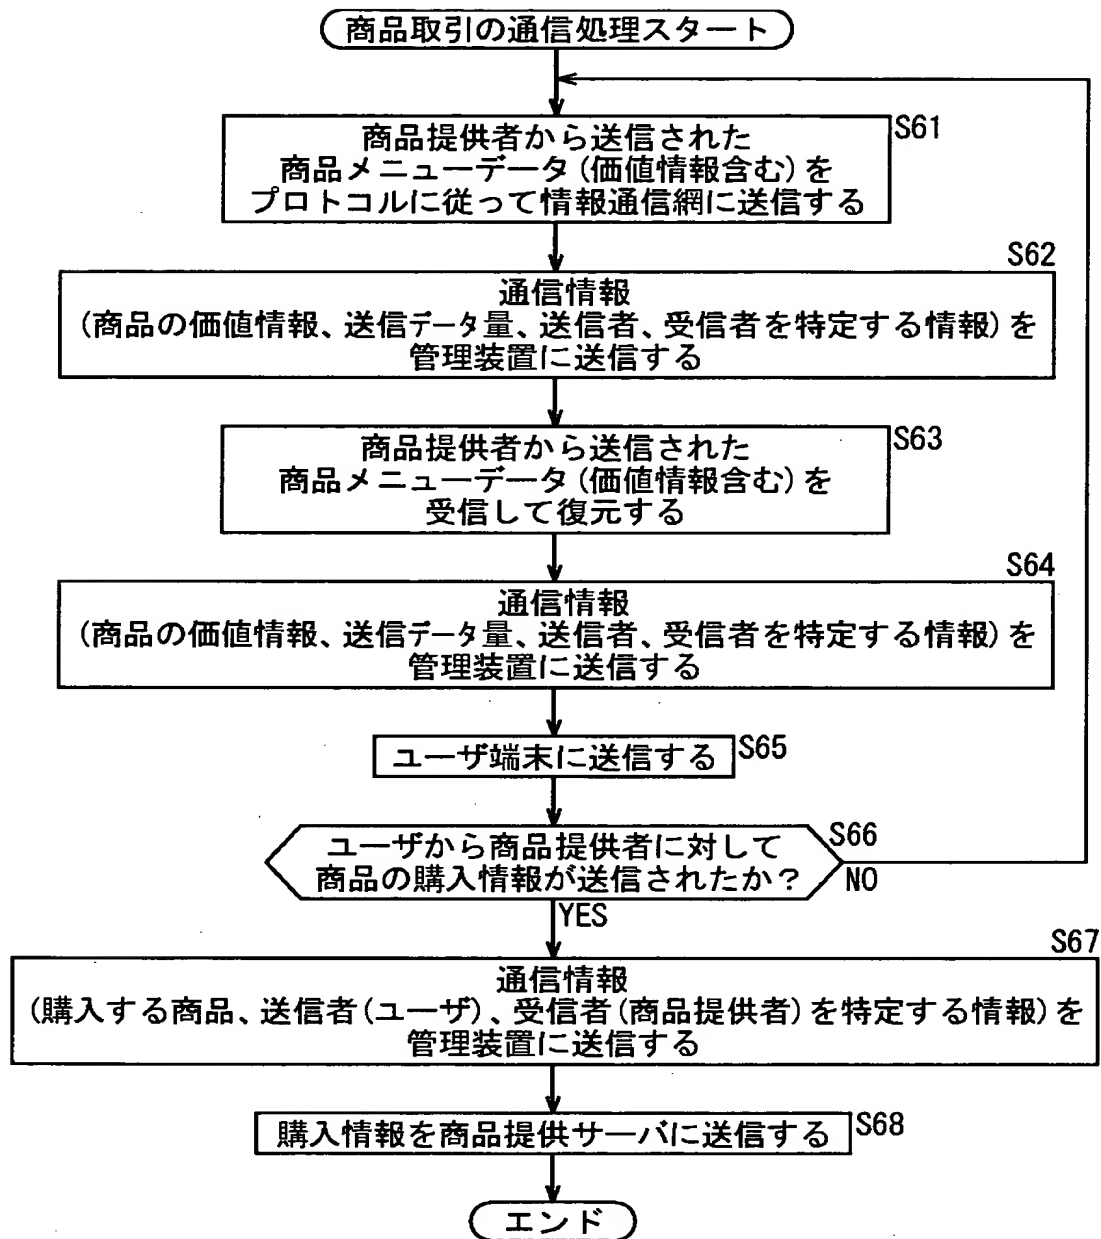 商品取引の通信処理スタート
S61
商品提供者から送信された
商品メニューデータ(価値情報含む)を
プロトコルに従って情報通信網に送信する
S62
通信情報
(商品の価値情報、送信データ量、送信者、受信者を特定する情報)を
管理装置に送信する
S63
商品提供者から送信された
商品メニューデータ(価値情報含む)を
受信して復元する
S64
通信情報
(商品の価値情報、送信データ量、送信者、受信者を特定する情報)を
管理装置に送信する
ユーザ端末に送信する S65
S66
ユーザから商品提供者に対して
商品の購入情報が送信されたか?
NO
YES
S67
通信情報
(購入する商品、送信者(ユーザ)、受信者(商品提供者)を特定する情報)を
管理装置に送信する
購入情報を商品提供サーバに送信する S68
エンド